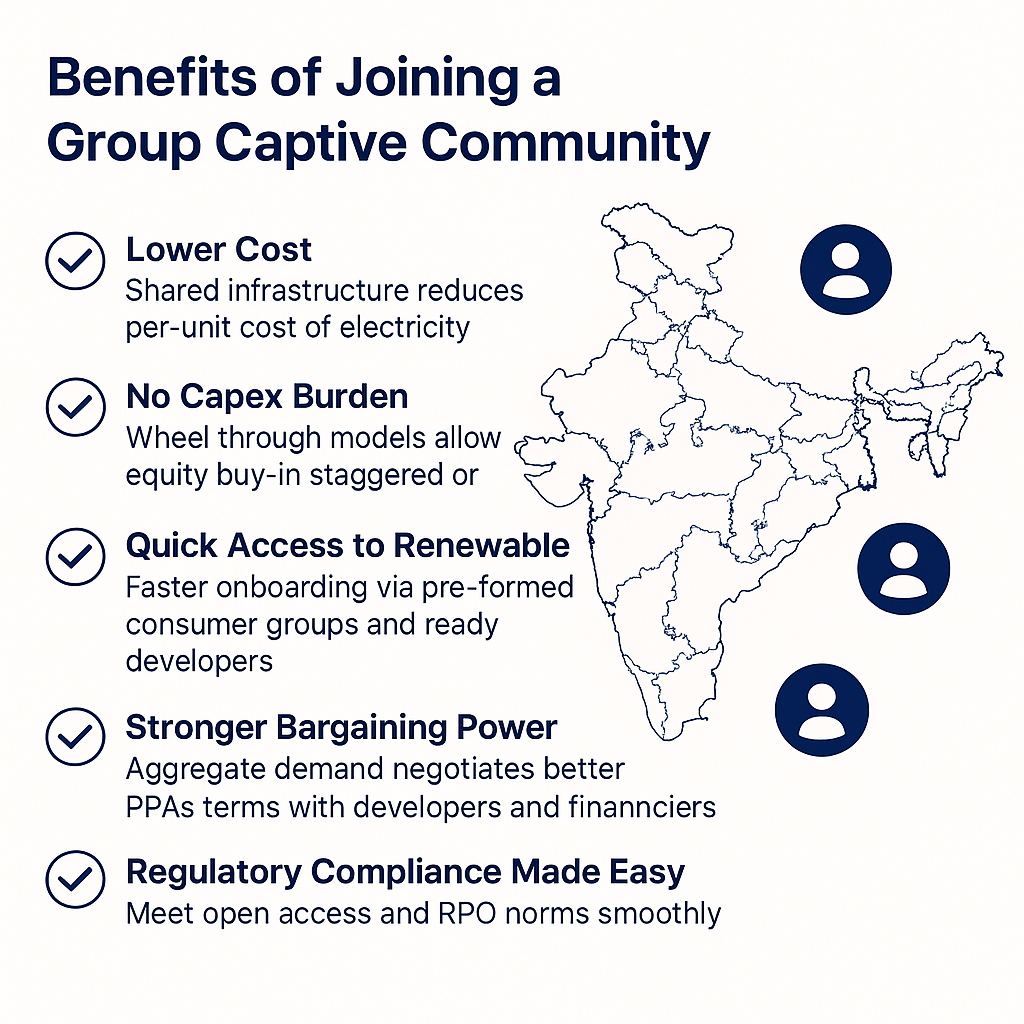 Benefits of Joining a
Group Captive Community
Lower Cost
Shared infrastructure reduces
per-unit cost of electricity
No Capex Burden
Wheel through models allow
equity buy-in staggered or
Quick Access to Renewable
Faster onboarding via pre-formed
consumer groups and ready
developers
Stronger Bargaining Power
Aggregate demand negotiates better
PPAs terms with developers and finannciers
Regulatory Compliance Made Easy
Meet open access and RPO norms smoothly